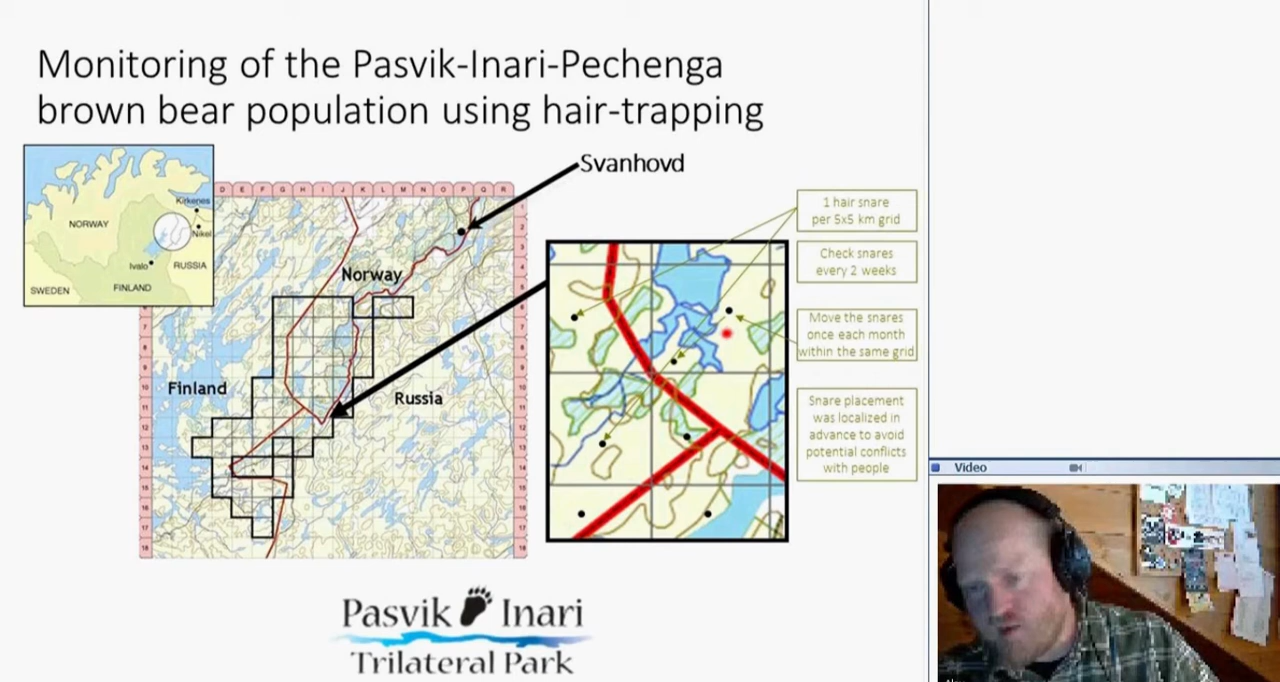 Monitoring of the Pasvik-Inari-Pechenga
brown bear population using hair-trapping
Svanhovd
Kirkenes
NORWAY
Nikel
Ivalo
RUSSIA
FINLAND
SWEDEN
D E F G H I J K L M N O P Q R
Norway
Finland
Russia
1 hair snare
per 5x5 km grid
Check snares
every 2 weeks
Move the snares
once each month
within the same grid
Snare placement
was localized in
advance to avoid
potential conflicts
with people
Pasvik Inari
Trilateral Park
Video